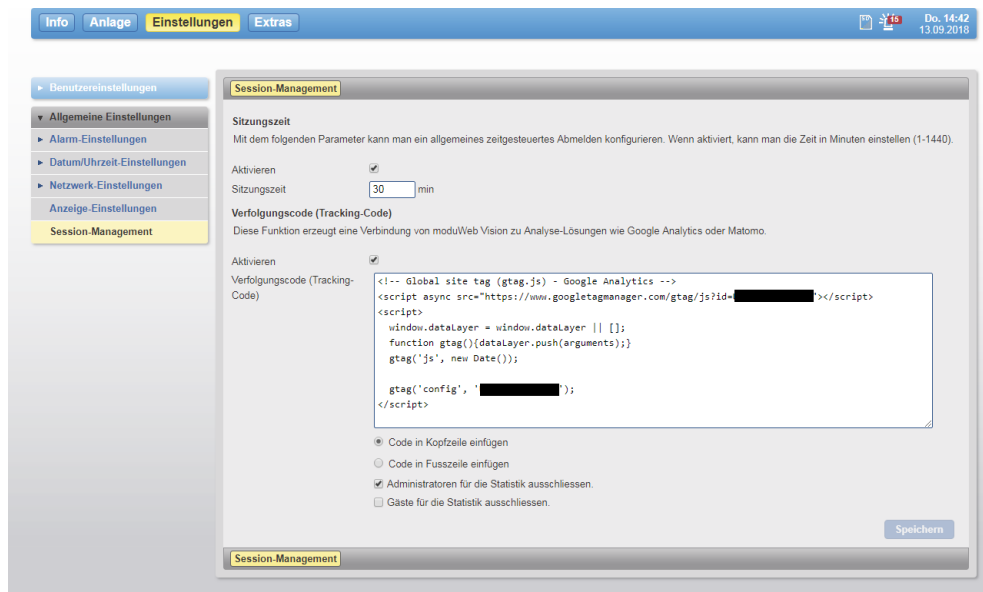 Info Anlage Einstellungen Extras 15 Do. 14:42
13.09.2018
Benutzereinstellungen
Allgemeine Einstellungen
Alarm-Einstellungen
Datum/Uhrzeit-Einstellungen
Netzwerk-Einstellungen
Anzeige-Einstellungen
Session-Management
Session-Management
Sitzungszeit
Mit dem folgenden Parameter kann man ein allgemeines zeitgesteuertes Abmelden konfigurieren. Wenn aktiviert, kann man die Zeit in Minuten einstellen (1-1440).
Aktivieren
Sitzungszeit 30 min
Verfolgungscode (Tracking-Code)
Diese Funktion erzeugt eine Verbindung von moduWeb Vision zu Analyse-Lösungen wie Google Analytics oder Matomo.
Aktivieren
Verfolgungscode (Tracking-
Code)
<!-- Global site tag (gtag.js) - Google Analytics -->
<script async src="https://www.googletagmanager.com/gtag/js?id= "></script>
<script>
window.dataLayer = window.dataLayer || [];
function gtag(){dataLayer.push(arguments);}
gtag('js', new Date());
gtag('config', ' ');
</script>
Code in Kopfzeile einfügen
Code in Fusszeile einfügen
Administratoren für die Statistik ausschliessen.
Gäste für die Statistik ausschliessen.
Speichern
Session-Management